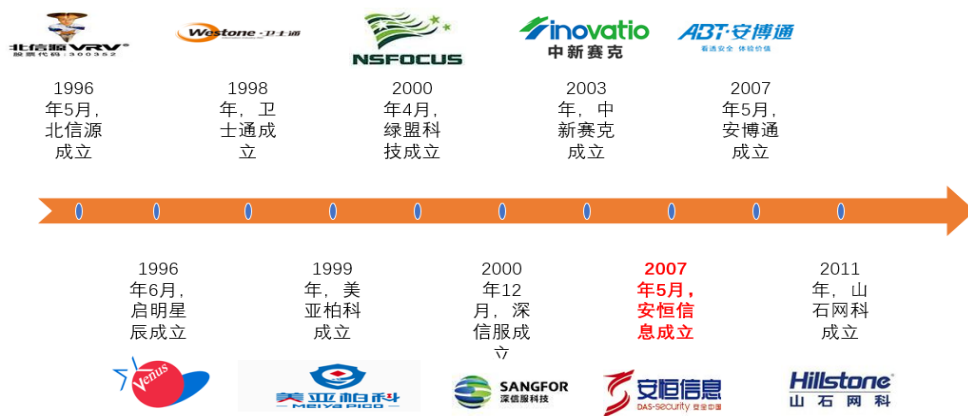 北信源VRV®
股票代码:300352
Westone·卫士通
NSFOCUS
inovatio
中新赛克
ABT·安博通
看透安全 体验价值
1996
年5月,
北信源
成立
1998
年,卫
士通成
立
2000
年4月,
绿盟科
技成立
2003
年,中
新赛克
成立
2007
年5月,
安博通
成立
1996
年6月,
启明星
辰成立
1999
年,美
亚柏科
成立
2000
年12
月,深
信服成
立
2007
年5月,
安恒信
息成立
2011
年,山
石网科
成立
Venus
美亚柏科
MEIYA PICO
SANGFOR
深信服科技
安恒信息
DAS-security
Hillstone®
山石网科